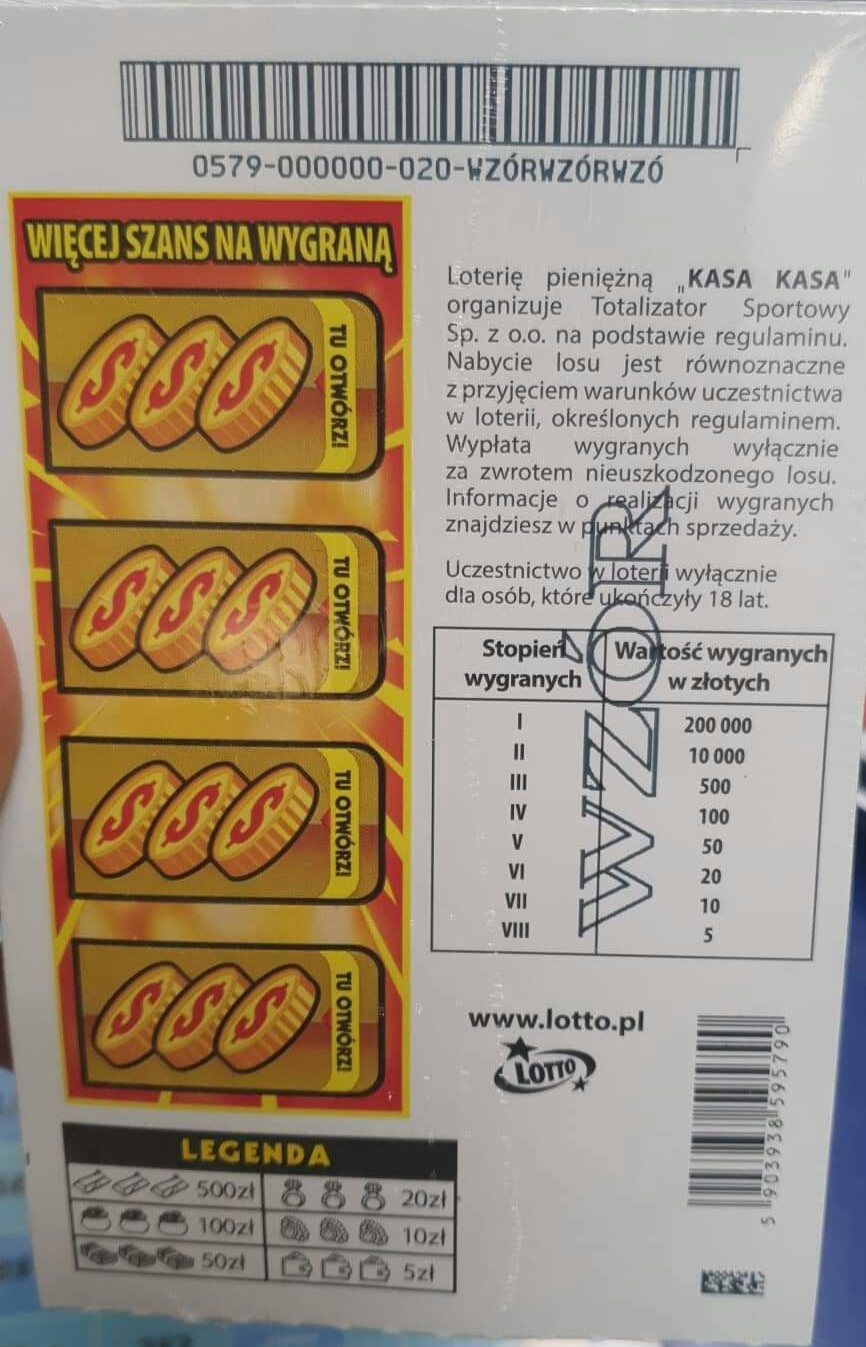 0579-000000-020-WZÓRWZÓRWZÓ
WIĘCEJ SZANS NA WYGRANĄ
TU OTWÓRZ!
TU OTWÓRZ!
TU OTWÓRZ!
TU OTWÓRZ!
Loterię pieniężną „KASA KASA"
organizuje Totalizator Sportowy
Sp. z o.o. na podstawie regulaminu.
Nabycie losu jest równoznaczne
z przyjęciem warunków uczestnictwa
w loterii, określonych regulaminem.
Wypłata wygranych wyłącznie
za zwrotem nieuszkodzonego losu.
Informacje o realizacji wygranych
znajdziesz w punktach sprzedaży.
Uczestnictwo w loterii wyłącznie
dla osób, które ukończyły 18 lat.
WZÓR
Stopień wygranych Wartość wygranych w złotych
I 200 000
II 10 000
III 500
IV 100
V 50
VI 20
VII 10
VIII 5
www.lotto.pl
LOTTO
5 903938 595790
LEGENDA
500zł 20zł
100zł 10zł
50zł 5zł